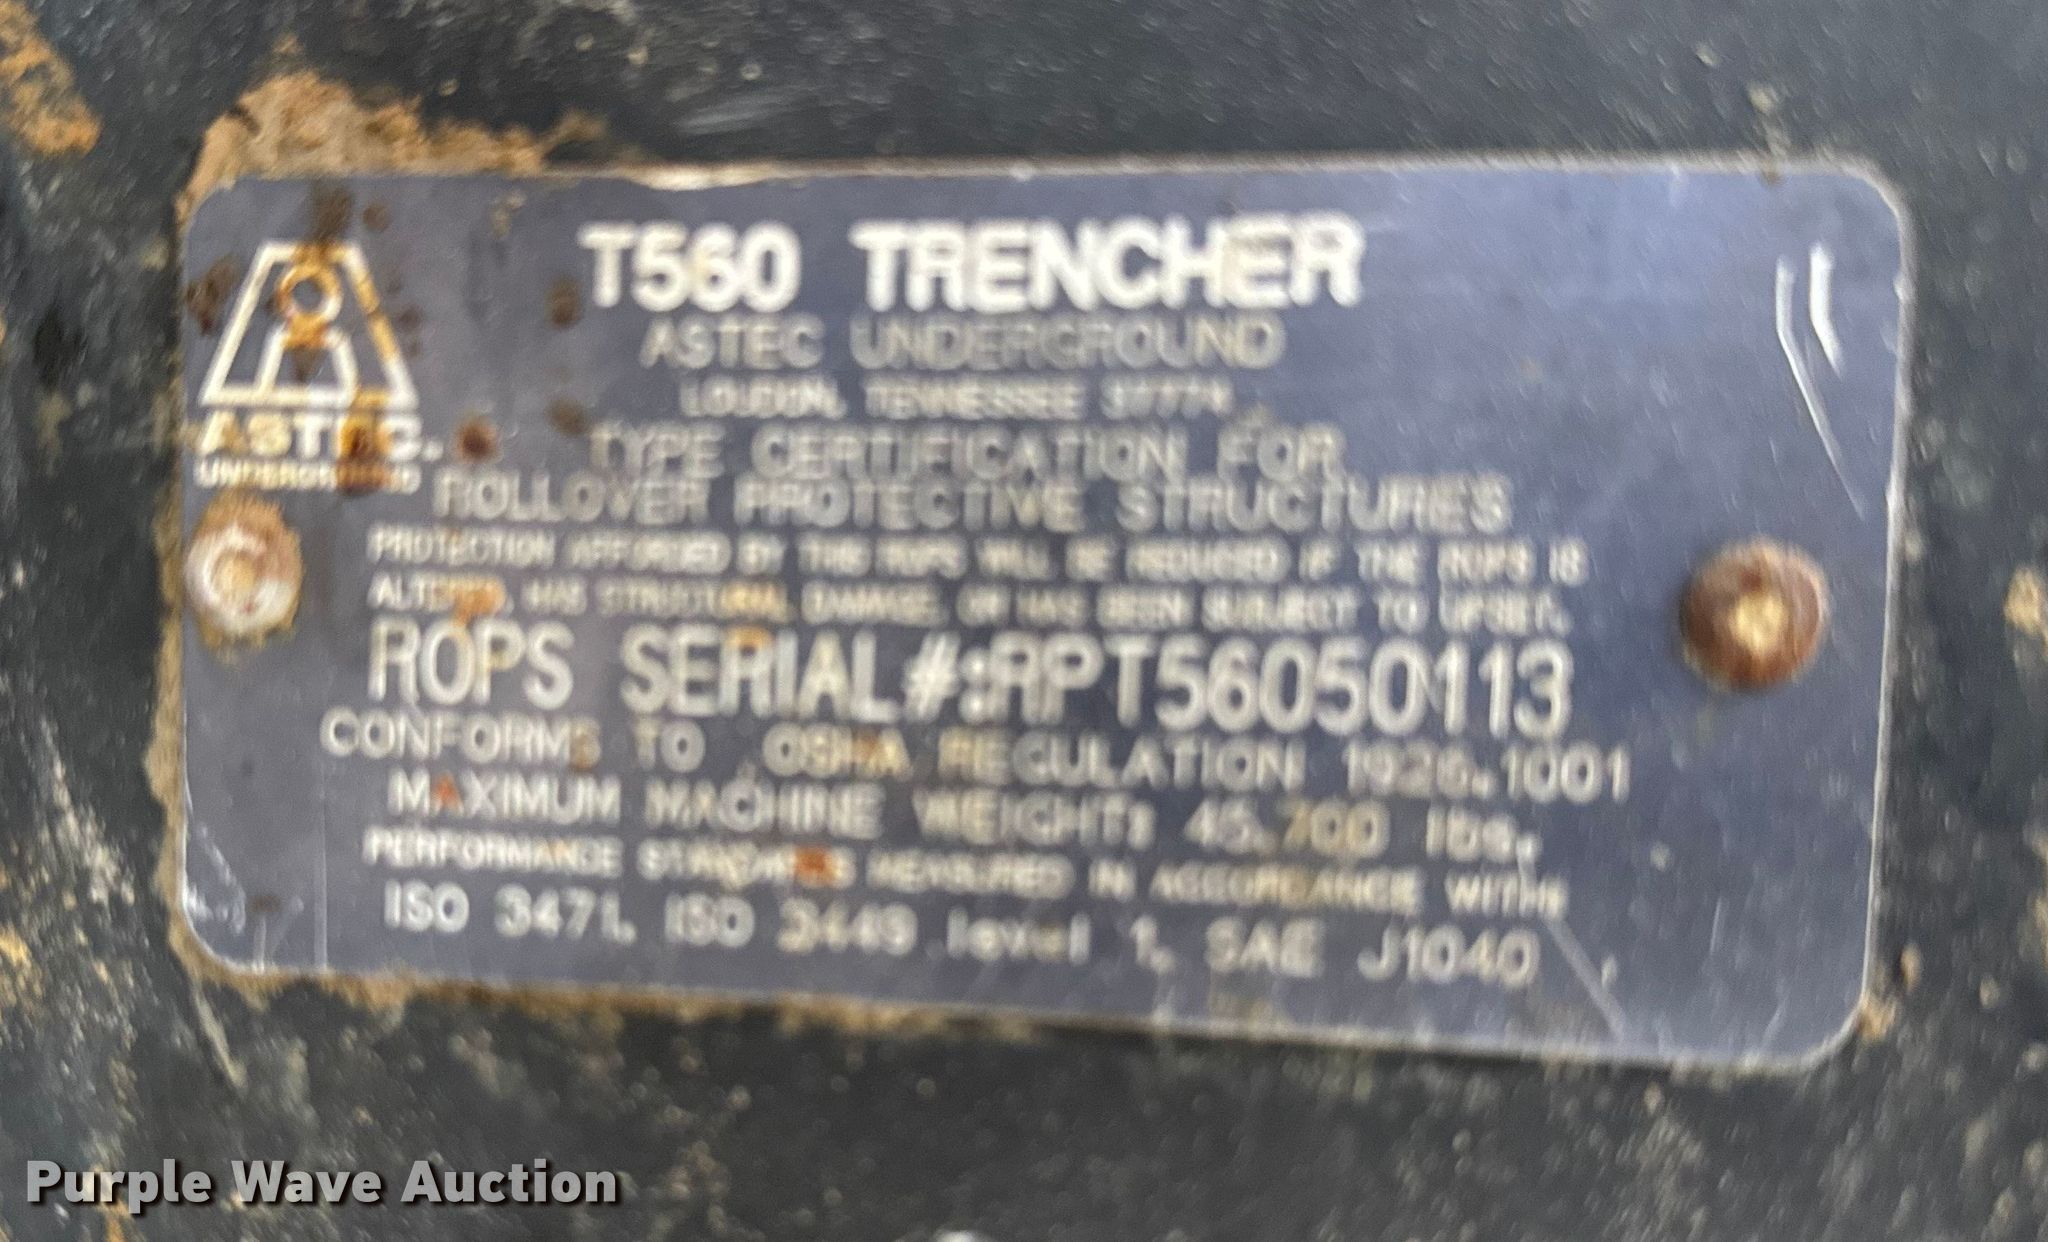 T560 TRENCHER
ASTEC UNDERGROUND
LOUDON, TENNESSEE 37774
ASTEC.
UNDERGROUND
TYPE CERTIFICATION FOR
ROLLOVER PROTECTIVE STRUCTURES
PROTECTION AFFORDED BY THIS ROPS WILL BE REDUCED IF THE ROPS IS
ALTERED, HAS STRUCTURAL DAMAGE, OR HAS BEEN SUBJECT TO UPSET.
ROPS SERIAL#:RPT56050113
CONFORMS TO OSHA REGULATION 1926.1001
MAXIMUM MACHINE WEIGHT: 45,700 lbs.
PERFORMANCE STANDARDS MEASURED IN ACCORDANCE WITH:
ISO 3471, ISO 3449 level 1, SAE J1040
Purple Wave Auction